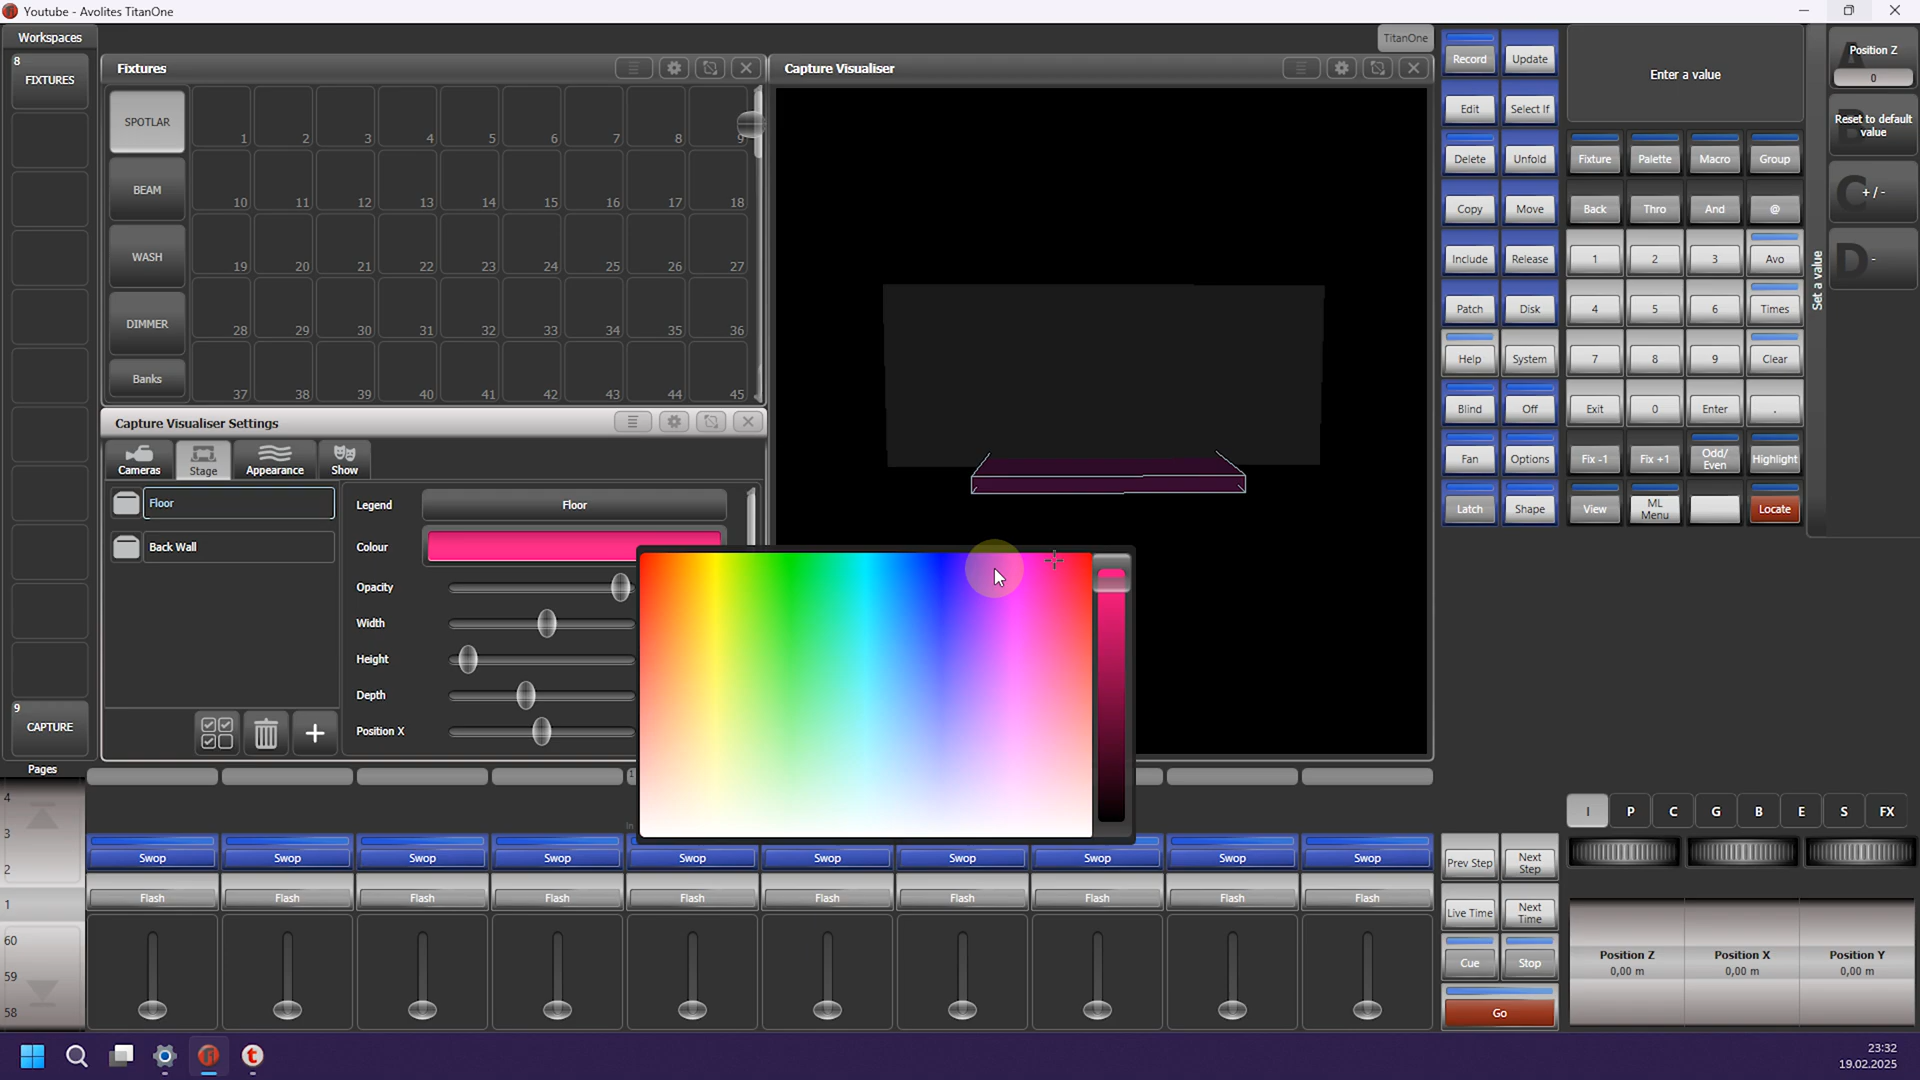 Youtube - Avolites TitanOne
Workspaces
8
FIXTURES
9
CAPTURE
Pages
4
3
2
1
60
59
58
Fixtures
SPOTLAR
BEAM
WASH
DIMMER
Banks
1 2 3 4 5 6 7 8 9
10 11 12 13 14 15 16 17 18
19 20 21 22 23 24 25 26 27
28 29 30 31 32 33 34 35 36
37 38 39 40 41 42 43 44 45
Capture Visualiser Settings
Cameras Stage Appearance Show
Floor
Back Wall
Legend Floor
Colour
Opacity
Width
Height
Depth
Position X
TitanOne
Capture Visualiser
Swop Swop Swop Swop Swop Swop Swop Swop Swop Swop
Flash Flash Flash Flash Flash Flash Flash Flash Flash Flash
Record Update
Edit Select If
Delete Unfold
Copy Move
Include Release
Patch Disk
Help System
Blind Off
Fan Options
Latch Shape
Enter a value
Fixture Palette Macro Group
Back Thro And @
1 2 3 Avo
4 5 6 Times
7 8 9 Clear
Exit 0 Enter .
Fix -1 Fix +1 Odd/ Even Highlight
View ML Menu Locate
Set a value
A
Position Z
0
B
Reset to default
value
C
+ / -
D
-
I P C G B E S FX
Prev Step Next Step
Live Time Next Time
Cue Stop
Go
Position Z Position X Position Y
0,00 m 0,00 m 0,00 m
23:32
19.02.2025